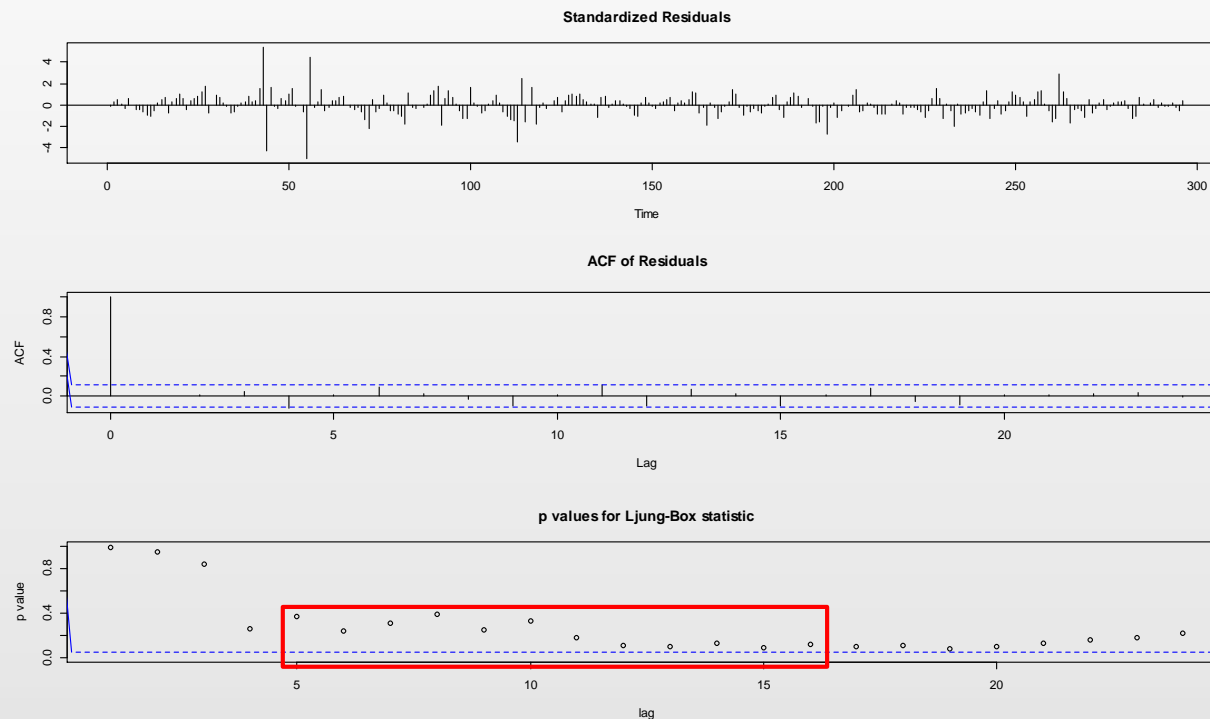 Standardized Residuals
4
2
0
-2
-4
0 50 100 150 200 250 300
Time
ACF of Residuals
ACF
0.8
0.4
0.0
0 5 10 15 20
Lag
p values for Ljung-Box statistic
p value
0.8
0.4
0.0
5 10 15 20
lag